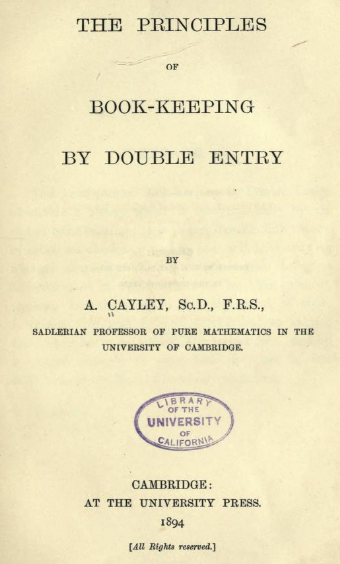 THE PRINCIPLES
OF
BOOK-KEEPING
BY DOUBLE ENTRY
BY
A. CAYLEY, Sc.D., F.R.S.,
SADLERIAN PROFESSOR OF PURE MATHEMATICS IN THE
UNIVERSITY OF CAMBRIDGE.
LIBRARY
OF THE
UNIVERSITY
OF
CALIFORNIA
CAMBRIDGE:
AT THE UNIVERSITY PRESS.
1894
[All Rights reserved.]